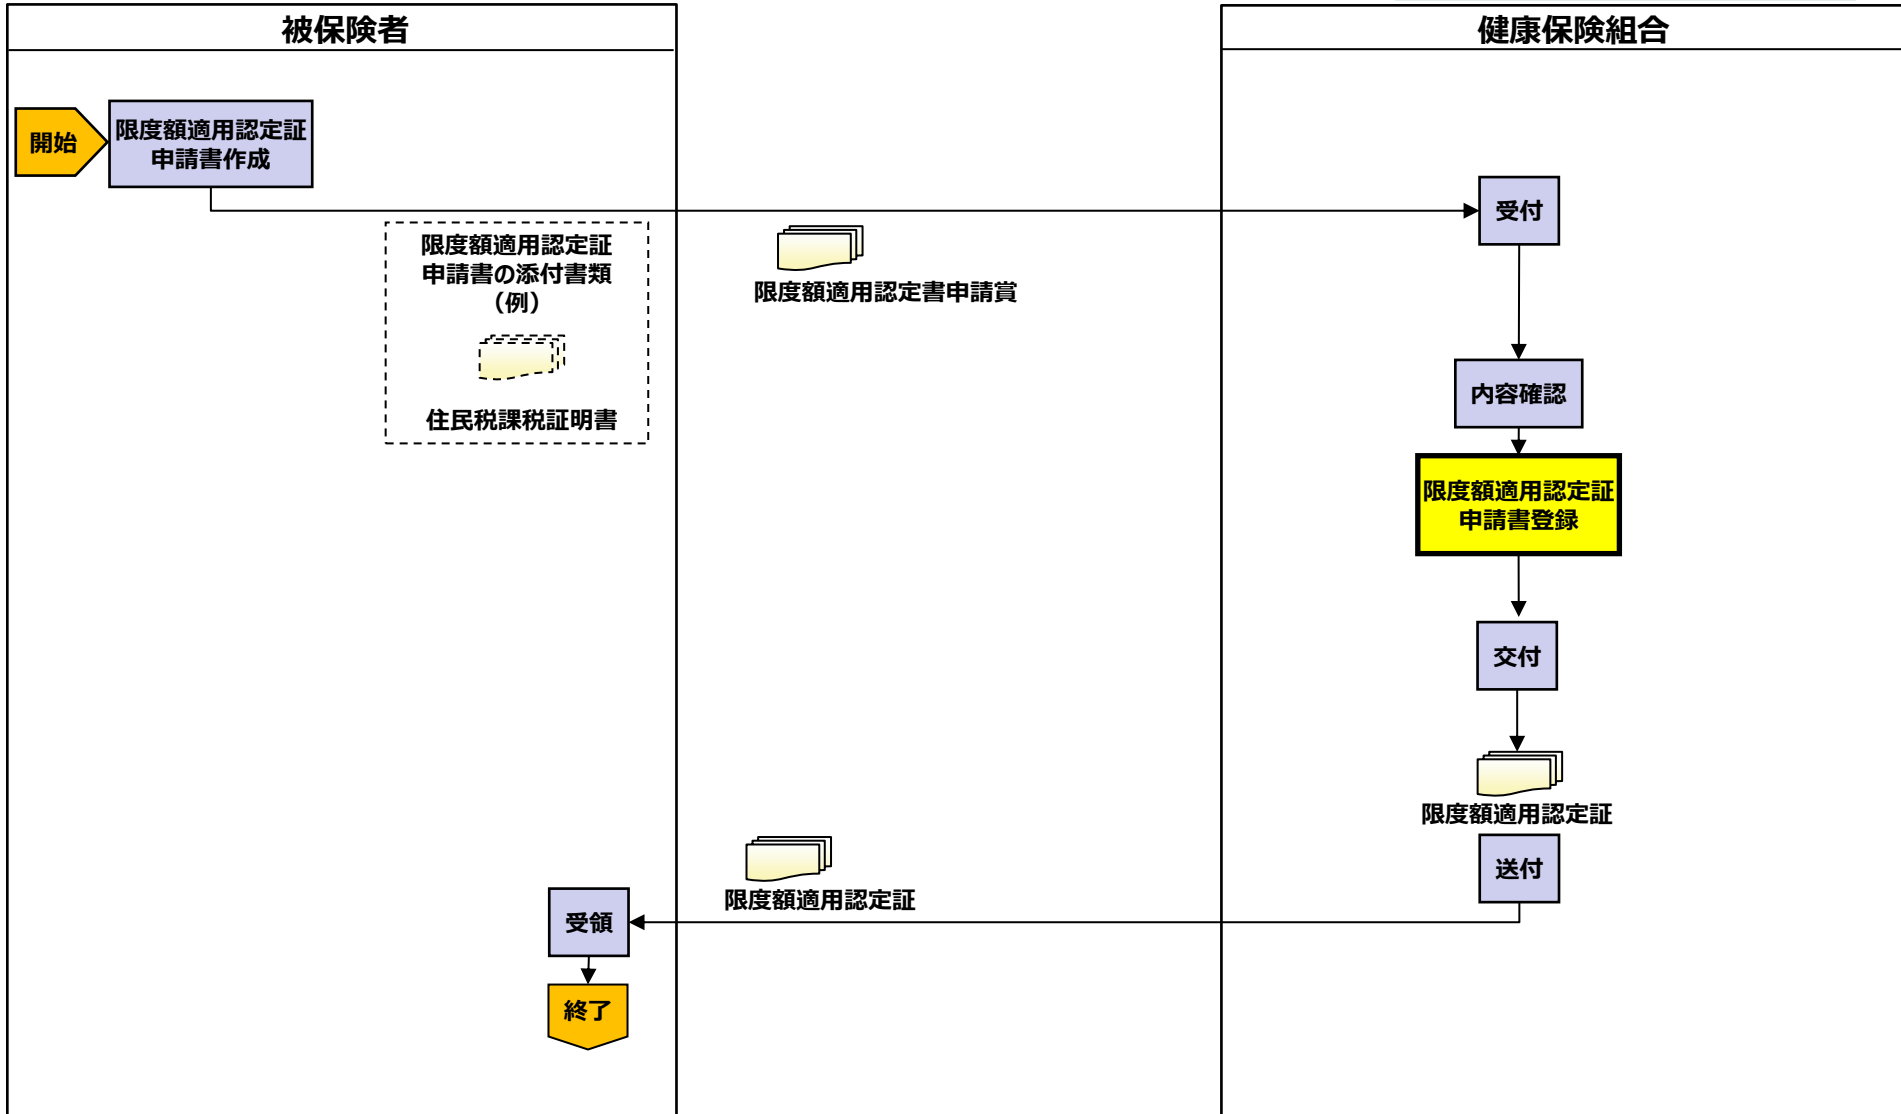 被保険者
健康保険組合
開始
限度額適用認定証
申請書作成
受付
限度額適用認定証
申請書の添付書類
（例）
住民税課税証明書
限度額適用認定書申請賞
内容確認
限度額適用認定証
申請書登録
交付
限度額適用認定証
送付
限度額適用認定証
受領
終了